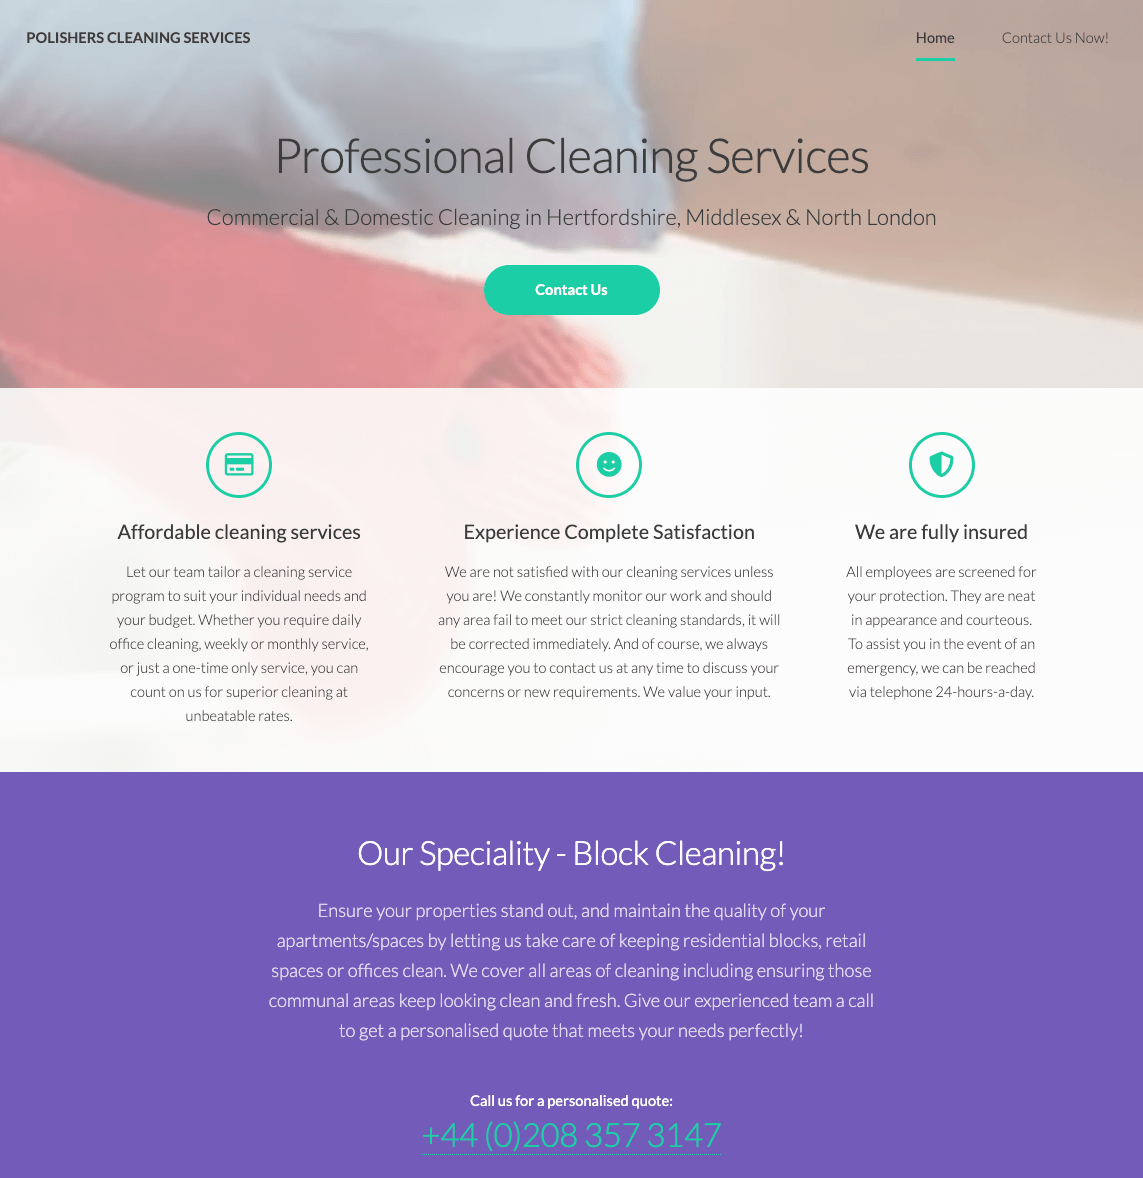 POLISHERS CLEANING SERVICES
Home
Contact Us Now!
Professional Cleaning Services
Commercial & Domestic Cleaning in Hertfordshire, Middlesex & North London
Contact Us
Affordable cleaning services
Let our team tailor a cleaning service
program to suit your individual needs and
your budget. Whether you require daily
office cleaning, weekly or monthly service,
or just a one-time only service, you can
count on us for superior cleaning at
unbeatable rates.
Experience Complete Satisfaction
We are not satisfied with our cleaning services unless
you are! We constantly monitor our work and should
any area fail to meet our strict cleaning standards, it will
be corrected immediately. And of course, we always
encourage you to contact us at any time to discuss your
concerns or new requirements. We value your input.
We are fully insured
All employees are screened for
your protection. They are neat
in appearance and courteous.
To assist you in the event of an
emergency, we can be reached
via telephone 24-hours-a-day.
Our Speciality - Block Cleaning!
Ensure your properties stand out, and maintain the quality of your
apartments/spaces by letting us take care of keeping residential blocks, retail
spaces or offices clean. We cover all areas of cleaning including ensuring those
communal areas keep looking clean and fresh. Give our experienced team a call
to get a personalised quote that meets your needs perfectly!
Call us for a personalised quote:
+44 (0)208 357 3147